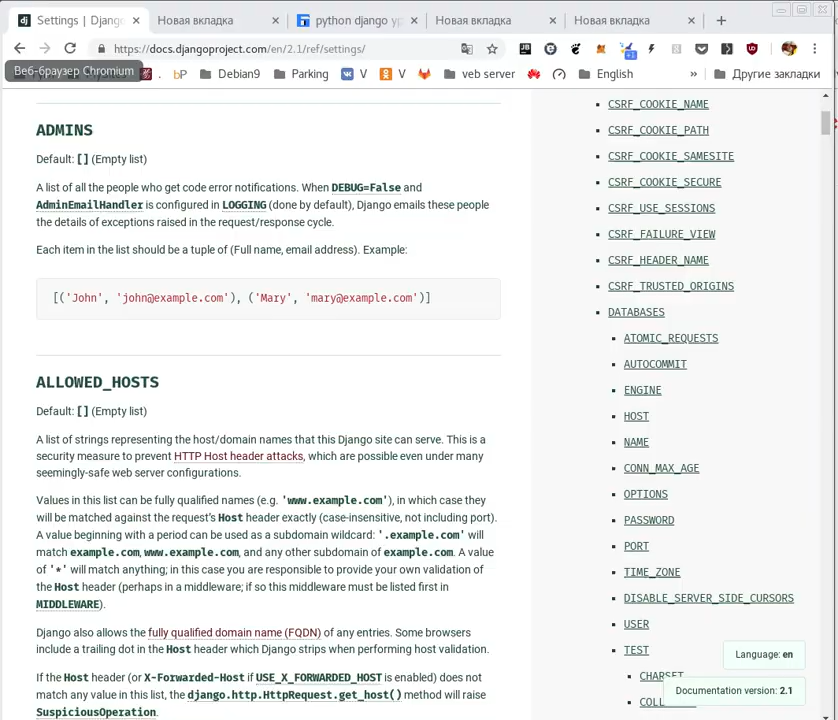 Settings | Djang
Новая вкладка
python django ур
Новая вкладка
Новая вкладка
https://docs.djangoproject.com/en/2.1/ref/settings/
Веб-браузер Chromium
Debian9
Parking
V
V
veb server
English
»
Другие закладки
ADMINS
Default: [] (Empty list)
A list of all the people who get code error notifications. When DEBUG=False and
AdminEmailHandler is configured in LOGGING (done by default), Django emails these people
the details of exceptions raised in the request/response cycle.
Each item in the list should be a tuple of (Full name, email address). Example:
[('John', 'john@example.com'), ('Mary', 'mary@example.com')]
ALLOWED_HOSTS
Default: [] (Empty list)
A list of strings representing the host/domain names that this Django site can serve. This is a
security measure to prevent HTTP Host header attacks, which are possible even under many
seemingly-safe web server configurations.
Values in this list can be fully qualified names (e.g. 'www.example.com'), in which case they
will be matched against the request's Host header exactly (case-insensitive, not including port).
A value beginning with a period can be used as a subdomain wildcard: '.example.com' will
match example.com, www.example.com, and any other subdomain of example.com. A value
of '*' will match anything; in this case you are responsible to provide your own validation of
the Host header (perhaps in a middleware; if so this middleware must be listed first in
MIDDLEWARE).
Django also allows the fully qualified domain name (FQDN) of any entries. Some browsers
include a trailing dot in the Host header which Django strips when performing host validation.
If the Host header (or X-Forwarded-Host if USE_X_FORWARDED_HOST is enabled) does not
match any value in this list, the django.http.HttpRequest.get_host() method will raise
SuspiciousOperation.
CSRF_COOKIE_NAME
CSRF_COOKIE_PATH
CSRF_COOKIE_SAMESITE
CSRF_COOKIE_SECURE
CSRF_USE_SESSIONS
CSRF_FAILURE_VIEW
CSRF_HEADER_NAME
CSRF_TRUSTED_ORIGINS
DATABASES
ATOMIC_REQUESTS
AUTOCOMMIT
ENGINE
HOST
NAME
CONN_MAX_AGE
OPTIONS
PASSWORD
PORT
TIME_ZONE
DISABLE_SERVER_SIDE_CURSORS
USER
TEST
CHARSET
Language: en
Documentation version: 2.1